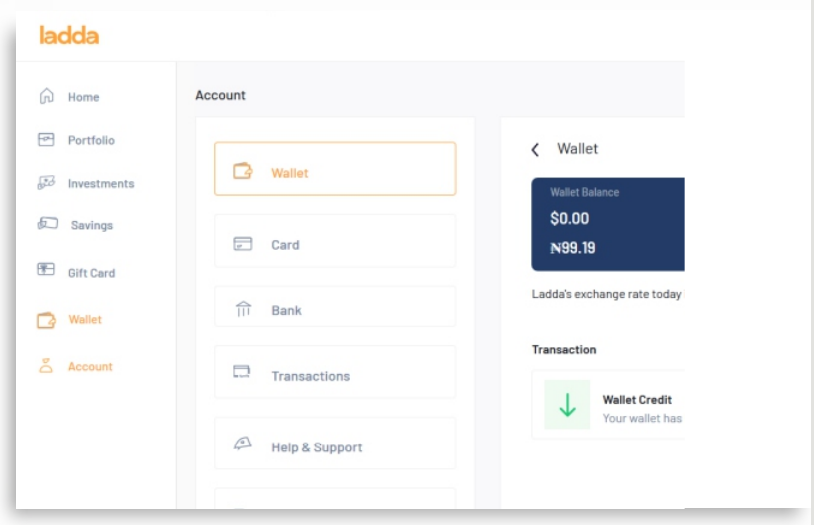 ladda
Home
Portfolio
Investments
Savings
Gift Card
Wallet
Account
Account
Wallet
Card
Bank
Transactions
Help & Support
Wallet
Wallet Balance
$0.00
₦99.19
Ladda's exchange rate today
Transaction
Wallet Credit
Your wallet has